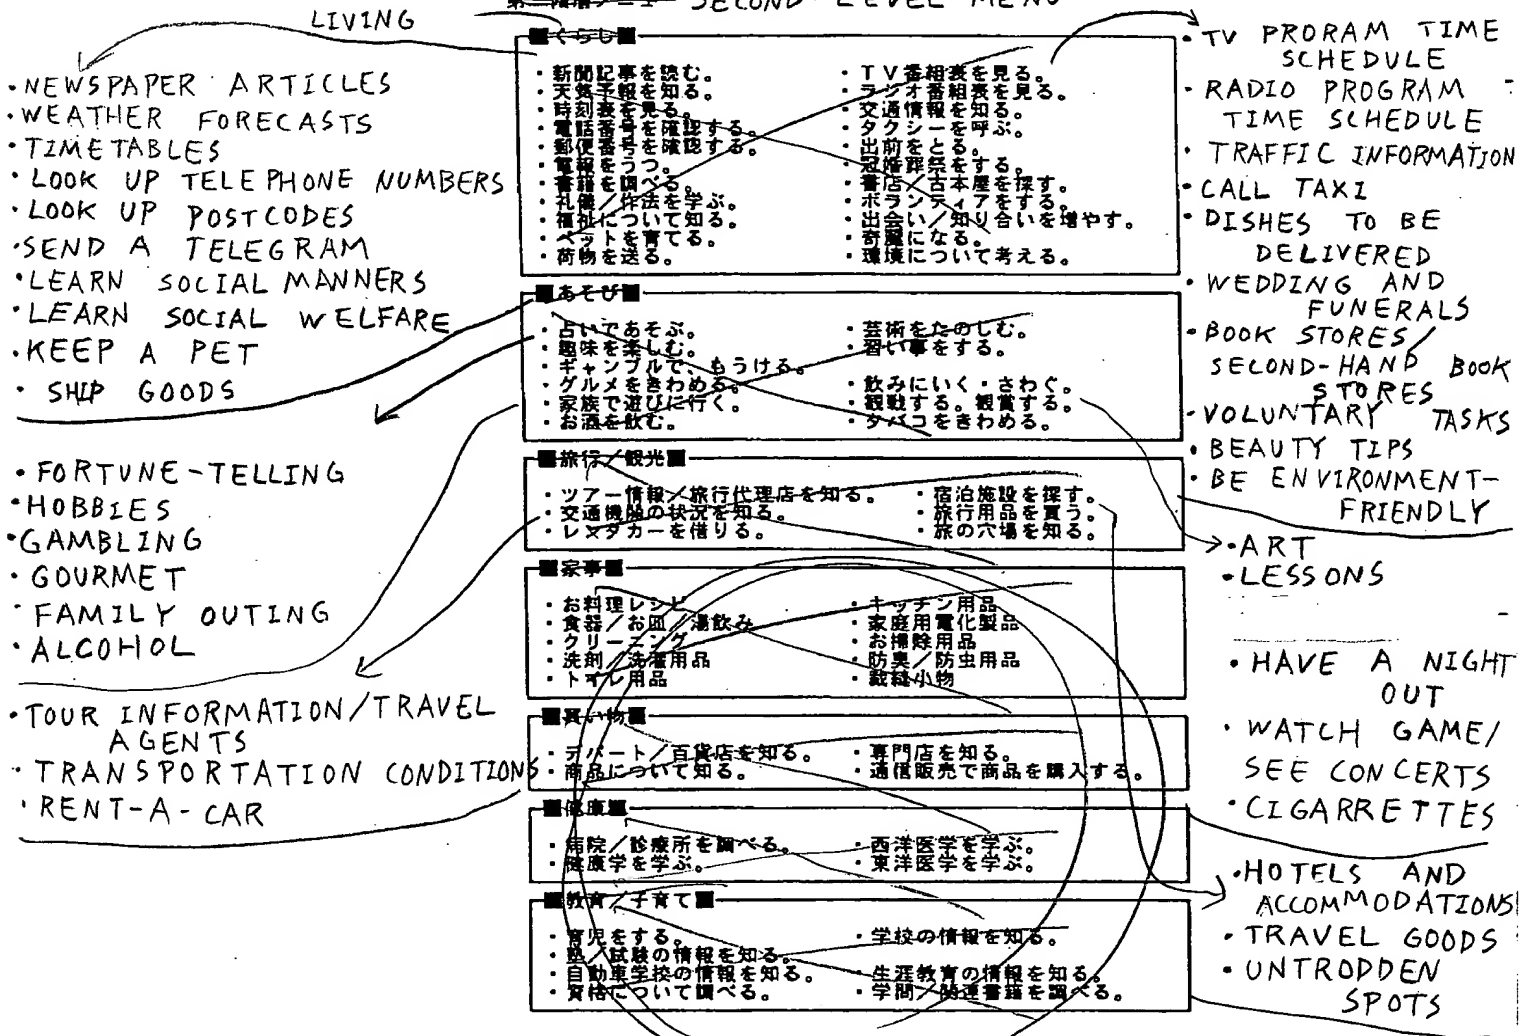 第二階層メニュー SECOND LEVEL MENU
LIVING
・NEWSPAPER ARTICLES
・WEATHER FORECASTS
・TIMETABLES
・LOOK UP TELEPHONE NUMBERS
・LOOK UP POSTCODES
・SEND A TELEGRAM
・LEARN SOCIAL MANNERS
・LEARN SOCIAL WELFARE
・KEEP A PET
・SHIP GOODS
・FORTUNE-TELLING
・HOBBIES
・GAMBLING
・GOURMET
・FAMILY OUTING
・ALCOHOL
・TOUR INFORMATION/TRAVEL
AGENTS
・TRANSPORTATION CONDITIONS
・RENT-A-CAR
■くらし■
・新聞記事を読む。 ・TV番組表を見る。
・天気予報を知る。 ・ラジオ番組表を見る。
・時刻表を見る。 ・交通情報を知る。
・電話番号を確認する。 ・タクシーを呼ぶ。
・郵便番号を確認する。 ・出前をとる。
・電報をうつ。 ・冠婚葬祭をする。
・書籍を調べる。 ・書店/古本屋を探す。
・礼儀/作法を学ぶ。 ・ボランティアをする。
・福祉について知る。 ・出会い/知り合いを増やす。
・ペットを育てる。 ・奇麗になる。
・荷物を送る。 ・環境について考える。
■あそび■
・占いであそぶ。 ・芸術をたのしむ。
・趣味を楽しむ。 ・習い事をする。
・ギャンブルで、もうける。
・グルメをきわめる。 ・飲みにいく・さわぐ。
・家族で遊びに行く。 ・観戦する。観賞する。
・お酒を飲む。 ・タバコをきわめる。
■旅行/観光■
・ツアー情報/旅行代理店を知る。 ・宿泊施設を探す。
・交通機関の状況を知る。 ・旅行用品を買う。
・レンタカーを借りる。 ・旅の穴場を知る。
■家事■
・お料理レシピ ・キッチン用品
・食器/お皿/湯飲み ・家庭用電化製品
・クリーニング ・お掃除用品
・洗剤/洗濯用品 ・防臭/防虫用品
・トイレ用品 ・裁縫小物
■買い物■
・デパート/百貨店を知る。 ・専門店を知る。
・商品について知る。 ・通信販売で商品を購入する。
■健康■
・病院/診療所を調べる。 ・西洋医学を学ぶ。
・健康学を学ぶ。 ・東洋医学を学ぶ。
■教育/子育て■
・育児をする。 ・学校の情報を知る。
・塾/試験の情報を知る。
・自動車学校の情報を知る。 ・生涯教育の情報を知る。
・資格について調べる。 ・学問/関連書籍を調べる。
・TV PRORAM TIME
SCHEDULE
・RADIO PROGRAM
TIME SCHEDULE
・TRAFFIC INFORMATION
・CALL TAXI
・DISHES TO BE
DELIVERED
・WEDDING AND
FUNERALS
・BOOK STORES/
SECOND-HAND BOOK
STORES
・VOLUNTARY TASKS
・BEAUTY TIPS
・BE ENVIRONMENT-
FRIENDLY
・ART
・LESSONS
・HAVE A NIGHT
OUT
・WATCH GAME/
SEE CONCERTS
・CIGARRETTES
・HOTELS AND
ACCOMMODATIONS
・TRAVEL GOODS
・UNTRODDEN
SPOTS